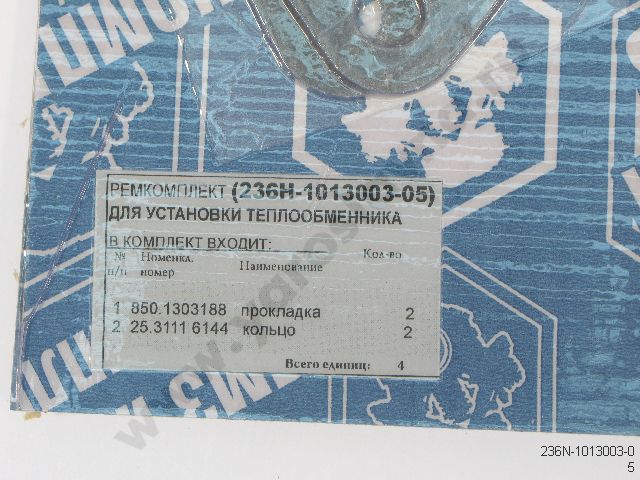 РЕМКОМПЛЕКТ (236Н-1013003-05)
ДЛЯ УСТАНОВКИ ТЕПЛООБМЕННИКА
В КОМПЛЕКТ ВХОДИТ:
№ Номенкл. Наименование Кол-во
п/п номер
1 850.1303188 прокладка 2
2 25.3111 6144 кольцо 2
Всего единиц: 4
236N-1013003-0
5